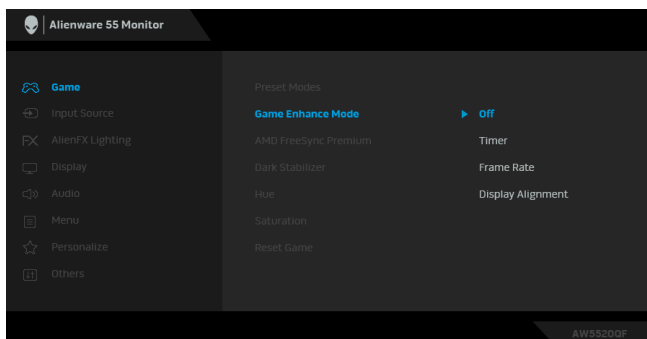 Alienware 55 Monitor
Game
Input Source
AlienFX Lighting
Display
Audio
Menu
Personalize
Others
Preset Modes
Game Enhance Mode
AMD FreeSync Premium
Dark Stabilizer
Hue
Saturation
Reset Game
Off
Timer
Frame Rate
Display Alignment
AW5520QF